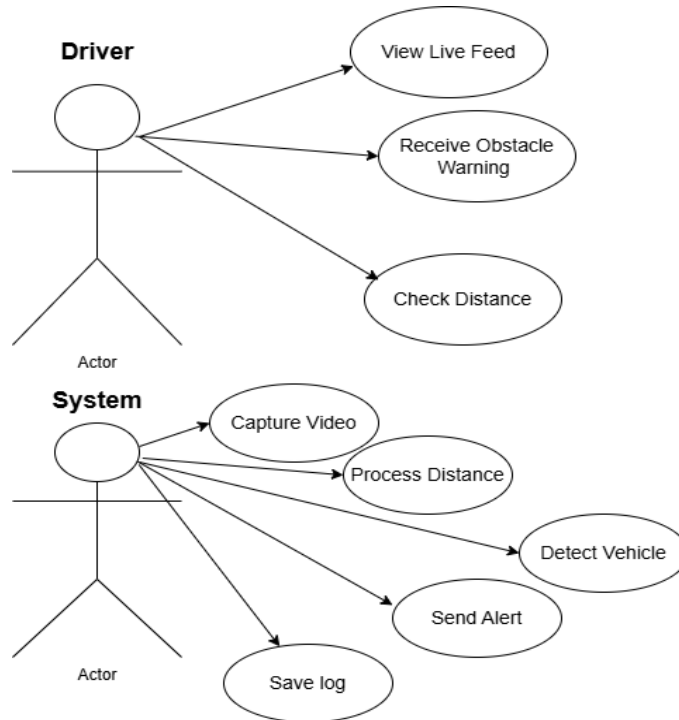 Driver
View Live Feed
Receive Obstacle
Warning
Check Distance
Actor
System
Capture Video
Process Distance
Detect Vehicle
Send Alert
Save log
Actor